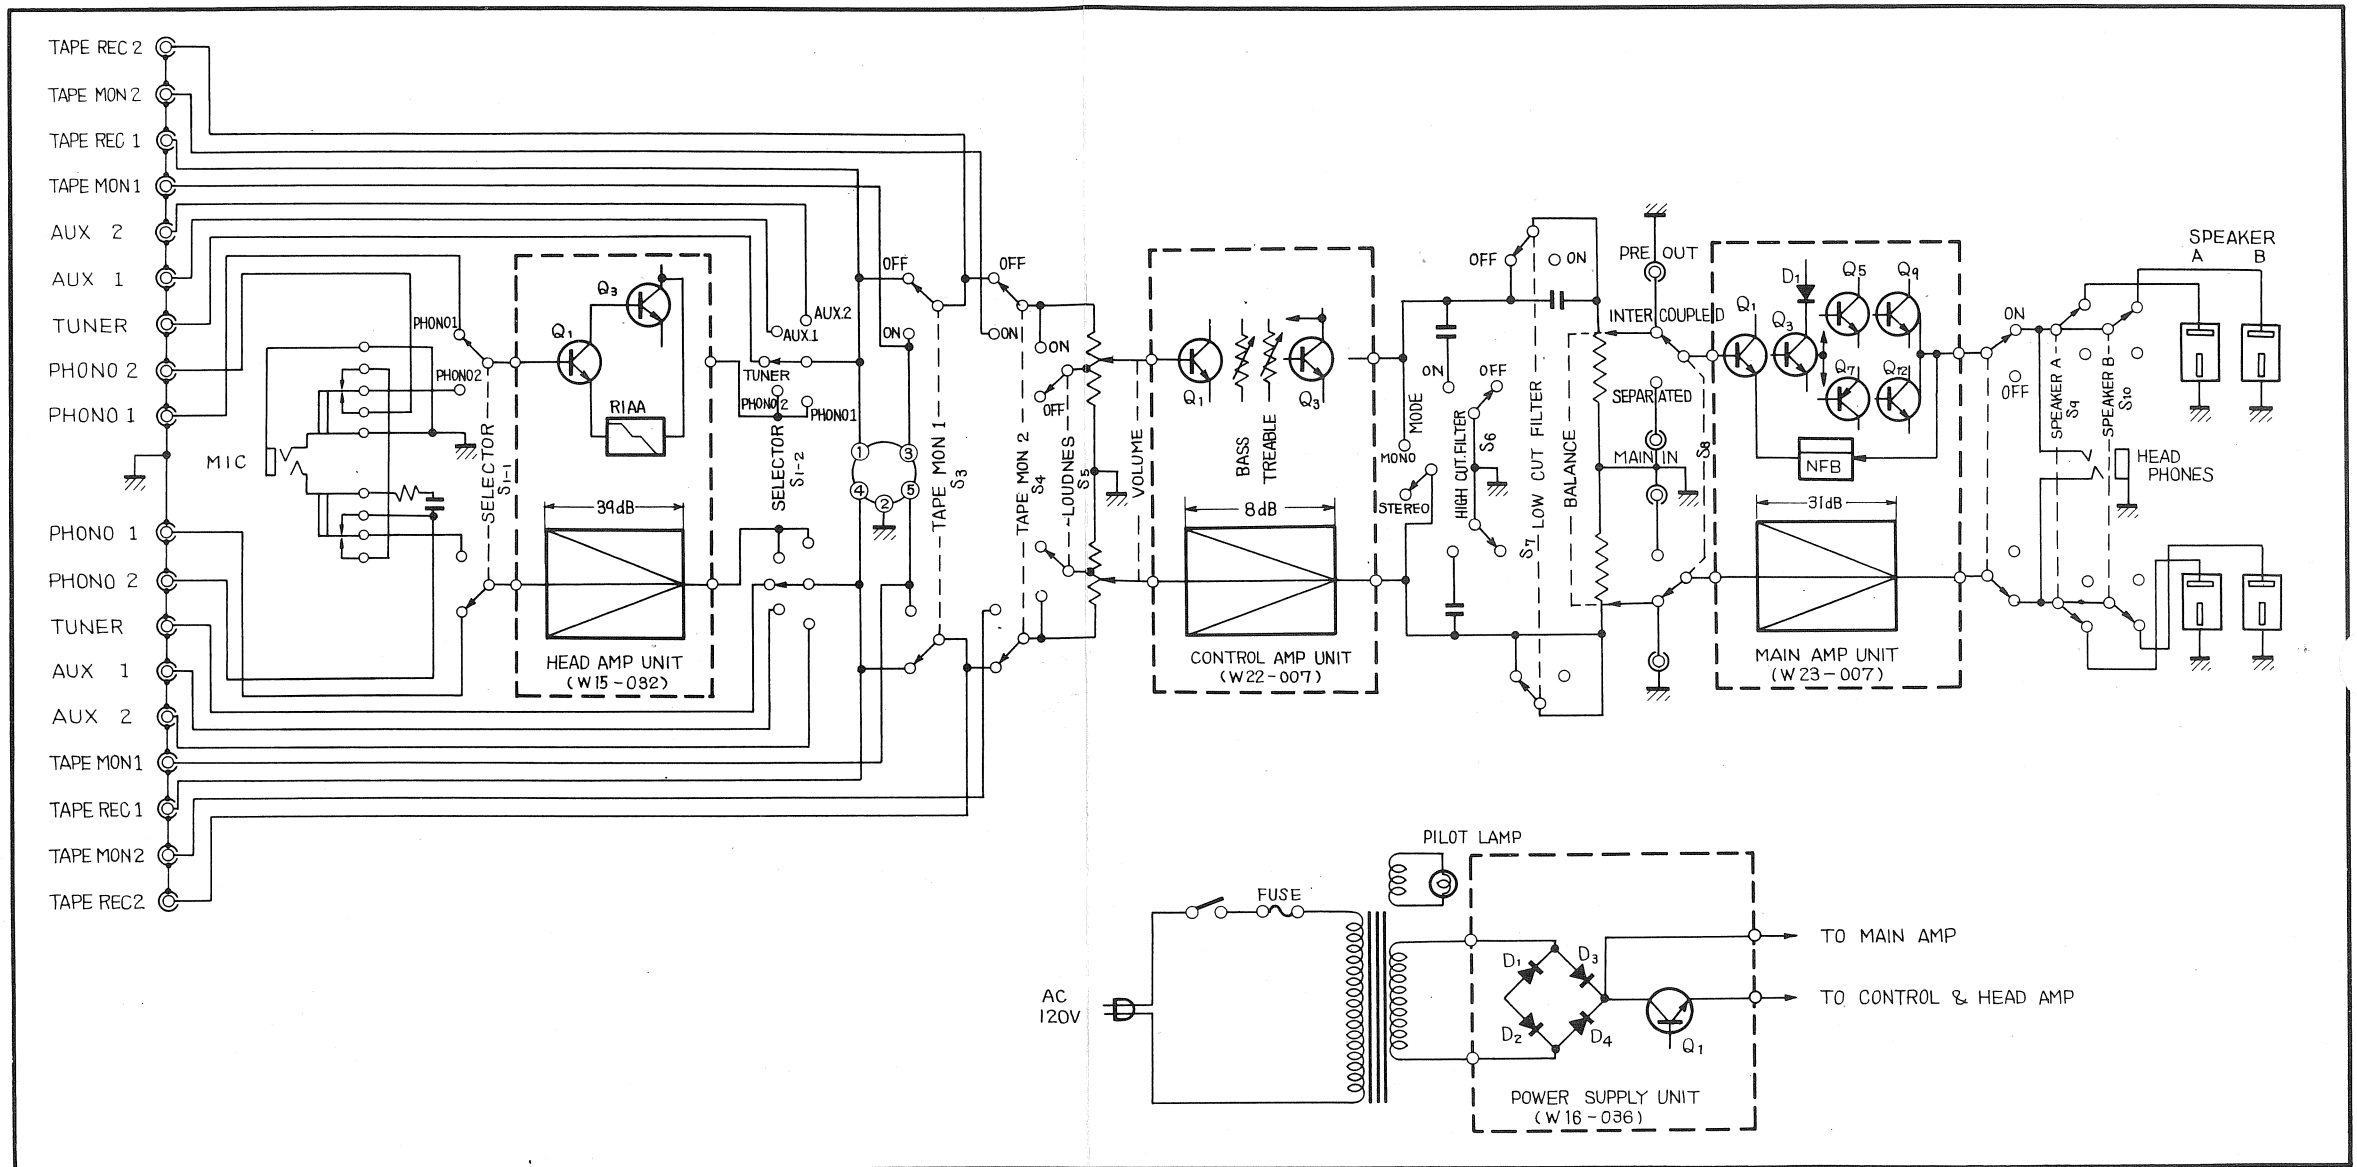 TAPE REC 2
TAPE MON 2
TAPE REC 1
TAPE MON 1
AUX 2
AUX 1
TUNER
PHONO 2
PHONO 1
MIC
PHONO 1
PHONO 2
TUNER
AUX 1
AUX 2
TAPE MON 1
TAPE REC 1
TAPE MON 2
TAPE REC 2
PHONO1
PHONO2
SELECTOR
S1-1
Q1
Q3
RIAA
39dB
HEAD AMP UNIT
(W15-032)
AUX.2
AUX.1
TUNER
PHONO 2
PHONO1
SELECTOR
S1-2
1
3
4
5
2
OFF
ON
TAPE MON 1
S3
OFF
ON
TAPE MON 2
S4
ON
OFF
LOUDNES
S5
VOLUME
Q1
BASS
TREABLE
Q3
8dB
CONTROL AMP UNIT
(W22-007)
MODE
MONO
STEREO
ON
OFF
HIGH CUT.FILTER
S6
OFF
ON
LOW CUT FILTER
S7
BALANCE
PRE OUT
INTER COUPLED
SEPARATED
MAIN IN
S8
Q1
D1
Q3
Q5
Q9
Q7
Q12
NFB
31dB
MAIN AMP UNIT
(W23-007)
ON
OFF
SPEAKER A
S9
SPEAKER B
S10
SPEAKER
A B
HEAD
PHONES
AC
120V
FUSE
PILOT LAMP
D1
D3
D2
D4
Q1
TO MAIN AMP
TO CONTROL & HEAD AMP
POWER SUPPLY UNIT
(W16-036)